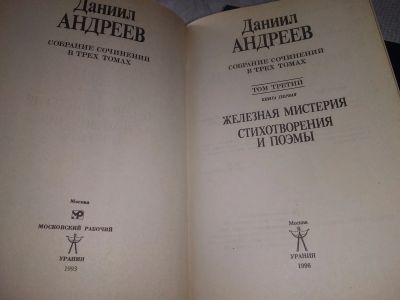 Даниил
АНДРЕЕВ
СОБРАНИЕ СОЧИНЕНИЙ
В ТРЕХ ТОМАХ
Москва
МОСКОВСКИЙ РАБОЧИЙ
УРАНИЯ
1993
Даниил
АНДРЕЕВ
СОБРАНИЕ СОЧИНЕНИЙ
В ТРЕХ ТОМАХ
ТОМ ТРЕТИЙ
КНИГА ПЕРВАЯ
ЖЕЛЕЗНАЯ МИСТЕРИЯ
СТИХОТВОРЕНИЯ
И ПОЭМЫ
Москва
УРАНИЯ
1996